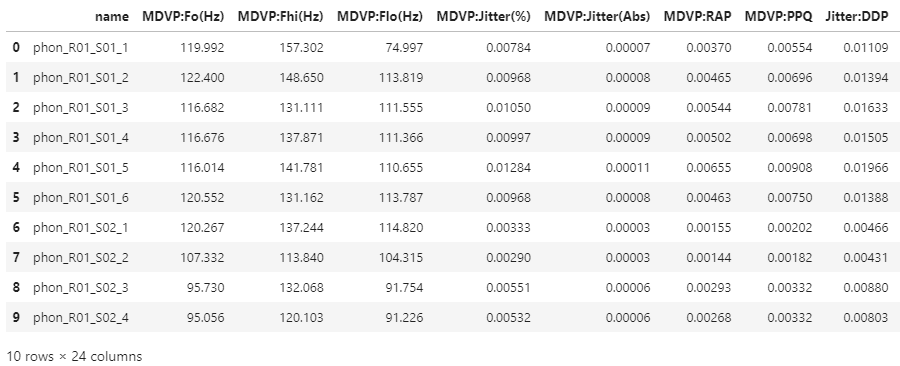 name MDVP:Fo(Hz) MDVP:Fhi(Hz) MDVP:Flo(Hz) MDVP:Jitter(%) MDVP:Jitter(Abs) MDVP:RAP MDVP:PPQ Jitter:DDP
0 phon_R01_S01_1 119.992 157.302 74.997 0.00784 0.00007 0.00370 0.00554 0.01109
1 phon_R01_S01_2 122.400 148.650 113.819 0.00968 0.00008 0.00465 0.00696 0.01394
2 phon_R01_S01_3 116.682 131.111 111.555 0.01050 0.00009 0.00544 0.00781 0.01633
3 phon_R01_S01_4 116.676 137.871 111.366 0.00997 0.00009 0.00502 0.00698 0.01505
4 phon_R01_S01_5 116.014 141.781 110.655 0.01284 0.00011 0.00655 0.00908 0.01966
5 phon_R01_S01_6 120.552 131.162 113.787 0.00968 0.00008 0.00463 0.00750 0.01388
6 phon_R01_S02_1 120.267 137.244 114.820 0.00333 0.00003 0.00155 0.00202 0.00466
7 phon_R01_S02_2 107.332 113.840 104.315 0.00290 0.00003 0.00144 0.00182 0.00431
8 phon_R01_S02_3 95.730 132.068 91.754 0.00551 0.00006 0.00293 0.00332 0.00880
9 phon_R01_S02_4 95.056 120.103 91.226 0.00532 0.00006 0.00268 0.00332 0.00803
10 rows × 24 columns